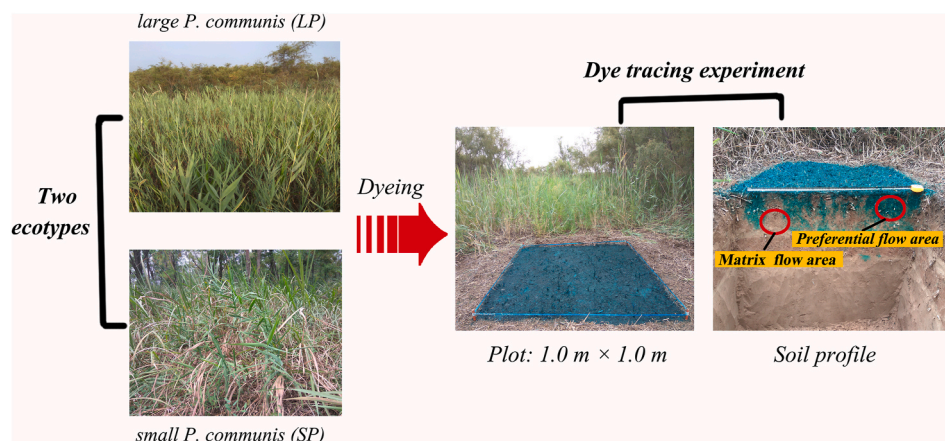 large P. communis (LP)
Dye tracing experiment
Two
ecotypes
Dyeing
Preferential flow area
Matrix flow area
Plot: 1.0 m × 1.0 m
Soil profile
small P. communis (SP)